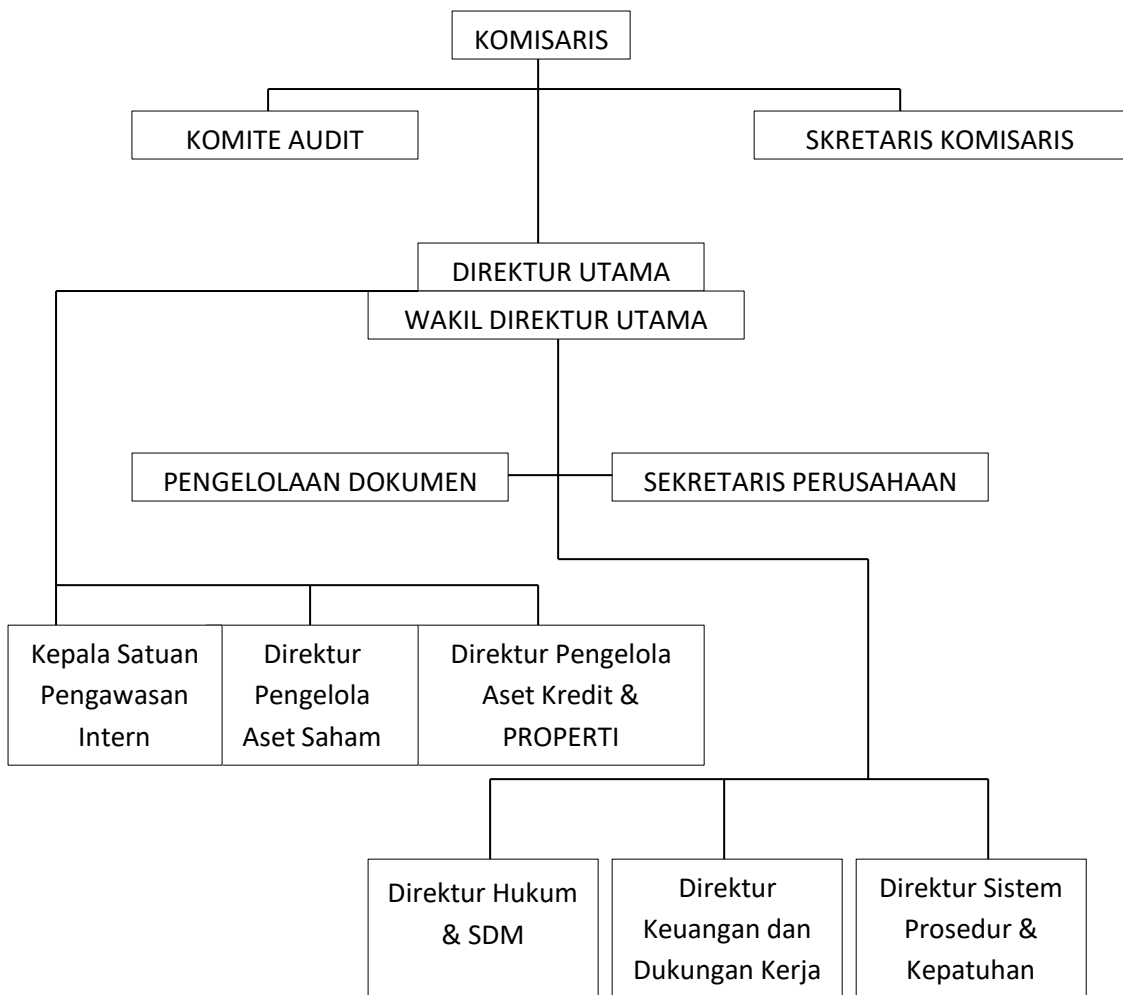 KOMISARIS
KOMITE AUDIT
SKRETARIS KOMISARIS
DIREKTUR UTAMA
WAKIL DIREKTUR UTAMA
PENGELOLAAN DOKUMEN
SEKRETARIS PERUSAHAAN
Kepala Satuan
Pengawasan
Intern
Direktur
Pengelola
Aset Saham
Direktur Pengelola
Aset Kredit &
PROPERTI
Direktur Hukum
& SDM
Direktur
Keuangan dan
Dukungan Kerja
Direktur Sistem
Prosedur &
Kepatuhan